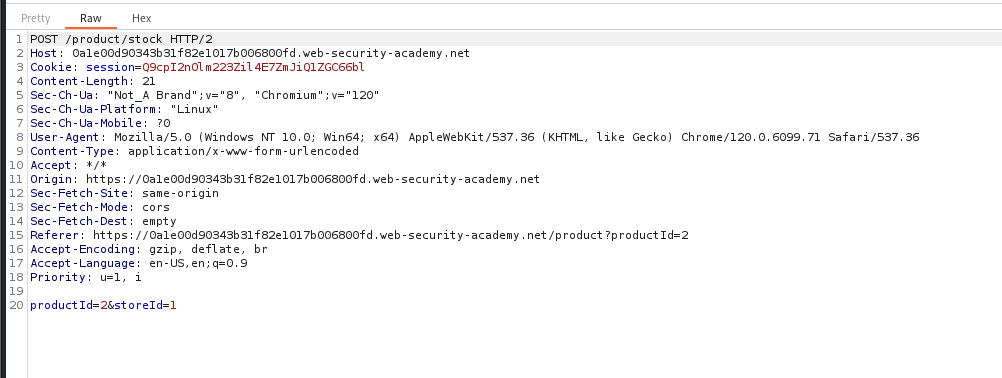 Pretty Raw Hex
1 POST /product/stock HTTP/2
2 Host: 0a1e00d90343b31f82e1017b006800fd.web-security-academy.net
3 Cookie: session=Q9cpI2nOlm223Zil4E7ZmJiQ1ZGC66bl
4 Content-Length: 21
5 Sec-Ch-Ua: "Not_A Brand";v="8", "Chromium";v="120"
6 Sec-Ch-Ua-Platform: "Linux"
7 Sec-Ch-Ua-Mobile: ?0
8 User-Agent: Mozilla/5.0 (Windows NT 10.0; Win64; x64) AppleWebKit/537.36 (KHTML, like Gecko) Chrome/120.0.6099.71 Safari/537.36
9 Content-Type: application/x-www-form-urlencoded
10 Accept: */*
11 Origin: https://0a1e00d90343b31f82e1017b006800fd.web-security-academy.net
12 Sec-Fetch-Site: same-origin
13 Sec-Fetch-Mode: cors
14 Sec-Fetch-Dest: empty
15 Referer: https://0a1e00d90343b31f82e1017b006800fd.web-security-academy.net/product?productId=2
16 Accept-Encoding: gzip, deflate, br
17 Accept-Language: en-US,en;q=0.9
18 Priority: u=1, i
19
20 productId=2&storeId=1